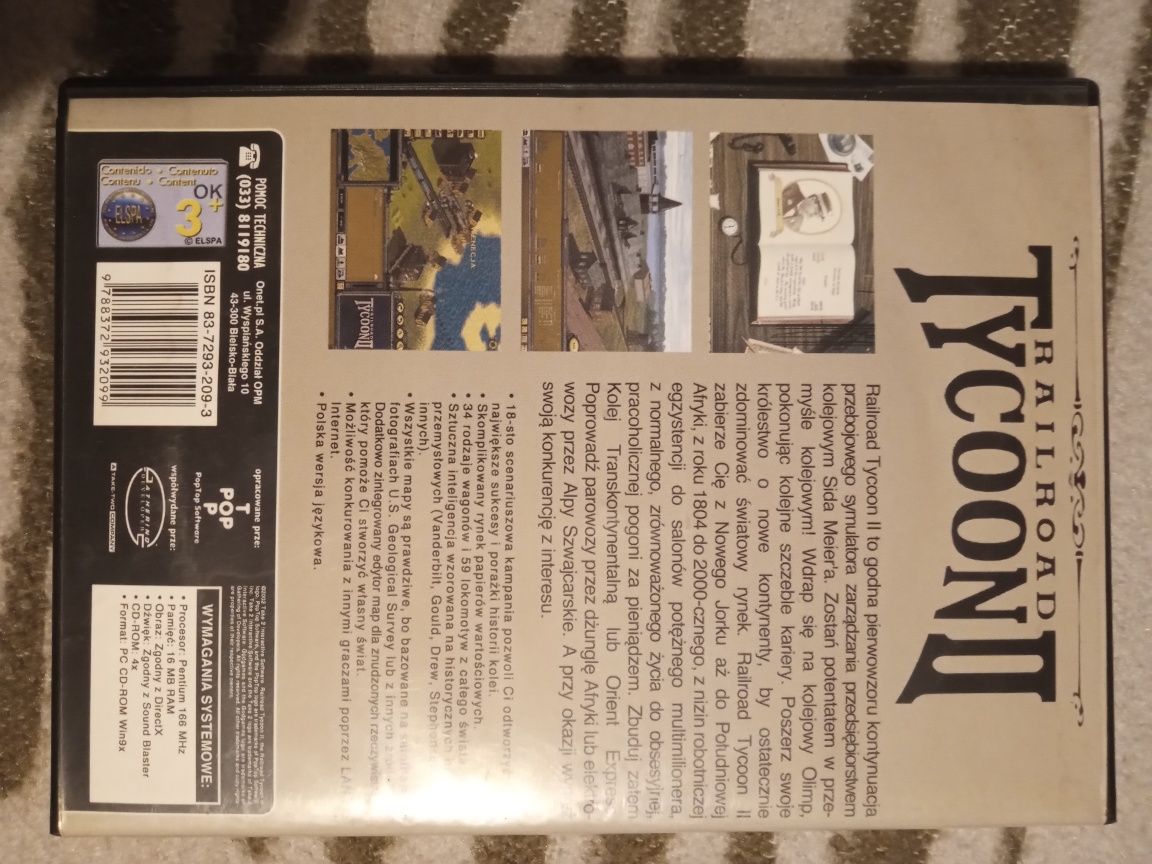 RAILROAD
TYCOON II
Railroad Tycoon II to godna pierwowzoru kontynuacja
przebojowego symulatora zarządzania przedsiębiorstwem
kolejowym Sida Meier'a. Zostań potentatem w prze-
myśle kolejowym! Wdrap się na kolejowy Olimp,
pokonując kolejne szczeble kariery. Poszerz swoje
królestwo o nowe kontynenty, by ostatecznie
zdominować światowy rynek. Railroad Tycoon II
zabierze Cię z Nowego Jorku aż do Południowej
Afryki, z roku 1804 do 2000-cznego, z nizin robotniczej
egzystencji do salonów potężnego multimilionera,
z normalnego, zrównoważonego życia do obsesyjnej,
pracoholicznej pogoni za pieniądzem. Zbuduj zatem
Kolej Transkontynentalną lub Orient Expres.
Poprowadź parowozy przez dżunglę Afryki lub elektro-
wozy przez Alpy Szwajcarskie. A przy okazji
swoją konkurencję z interesu.
• 18-sto scenariuszowa kampania pozwoli Ci odtworzyć
największe sukcesy i porażki historii kolei.
• Skomplikowany rynek papierów wartościowych.
• 34 rodzaje wagonów i 59 lokomotyw z całego świata
• Sztuczna inteligencja wzorowana na historycznych
przemysłowych (Vanderbilt, Gould, Drew,
innych).
• Wszystkie mapy są prawdziwe, bo bazowane na
fotografiach U.S. Geological Survey lub z innych
Dodatkowo zintegrowany edytor map dla znudzonych
który pomoże Ci stworzyć własny świat.
• Możliwość konkurowania z innymi graczami poprzez LAN
Internet.
• Polska wersja językowa.
WENECJA
TYCOON II
POMOC TECHNICZNA
(033) 8119180
Onet.pl S.A. Oddział OPM
ul. Wyspiańskiego 10
43-300 Bielsko-Biała
Contenido • Contenuto
Contenu • Content
OK
3+
ELSPA
© ELSPA
ISBN 83-7293-209-3
9 788372 932099
opracowane przez:
T
POP
P
PopTop Software
współwydane przez:
GATHERING
DEVELOPERS
A TAKE-TWO COMPANY
WYMAGANIA SYSTEMOWE:
• Procesor: Pentium 166 MHz
• Pamięć: 16 MB RAM
• Obraz: Zgodny z DirectX
• Dźwięk: Zgodny z Sound Blaster
• CD-ROM: 4x
• Format: PC CD-ROM Win9x